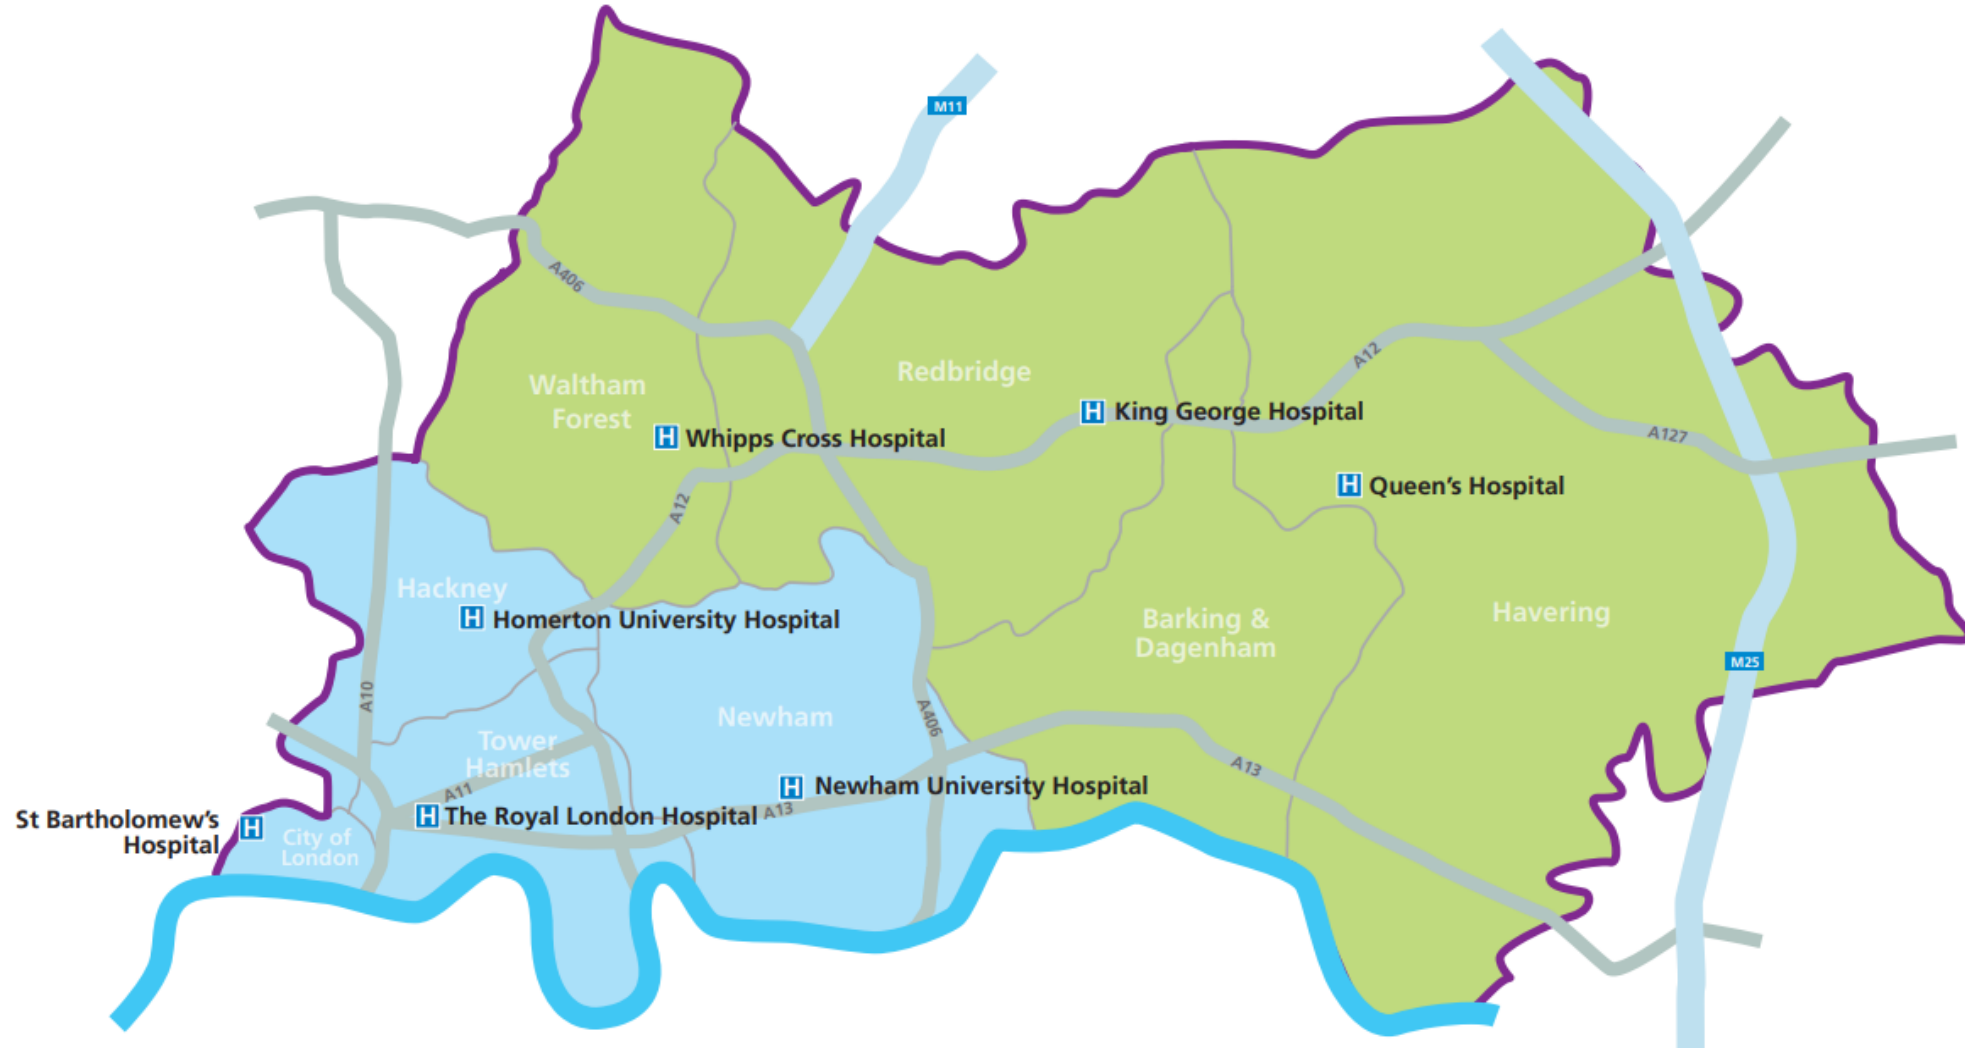 M11
A406
Waltham
Forest
Redbridge
A12
H King George Hospital
H Whipps Cross Hospital
A127
H Queen's Hospital
A12
Hackney
H Homerton University Hospital
Barking &
Dagenham
Havering
M25
A10
Newham
A406
Tower
Hamlets
A13
A11
H Newham University Hospital
H The Royal London Hospital
A13
St Bartholomew's
Hospital
H
City of
London